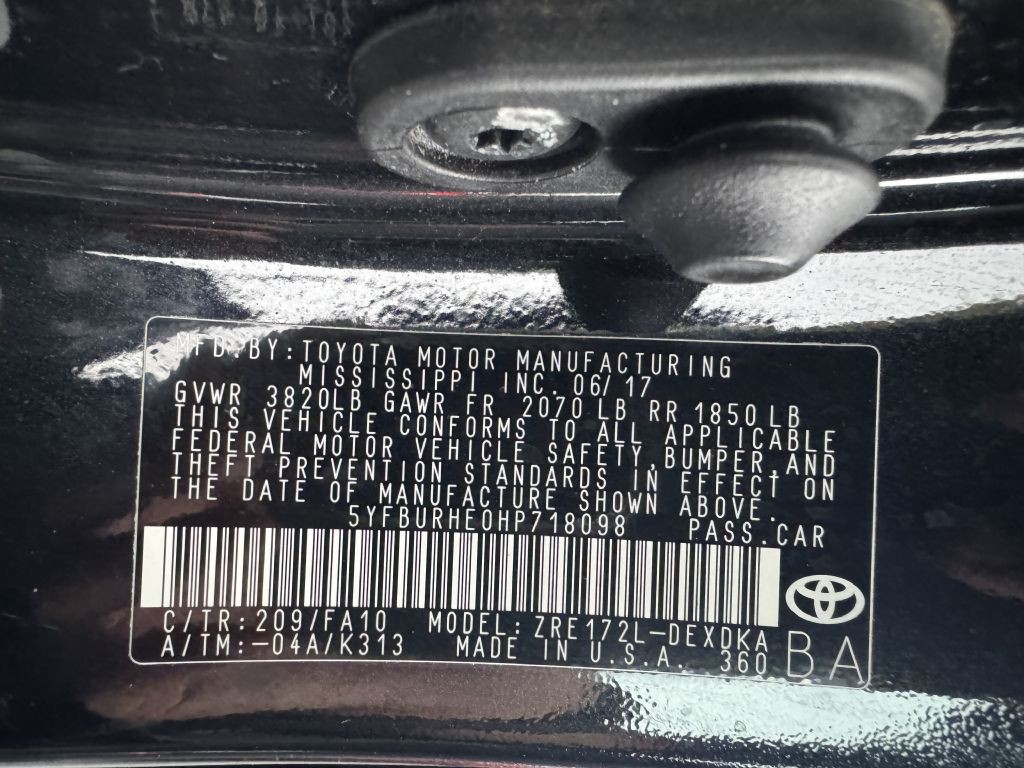 MFD.BY:TOYOTA MOTOR MANUFACTURING
MISSISSIPPI INC. 06/17
GVWR 3820LB GAWR FR 2070 LB RR 1850 LB
THIS VEHICLE CONFORMS TO ALL APPLICABLE
FEDERAL MOTOR VEHICLE SAFETY, BUMPER, AND
THEFT PREVENTION STANDARDS IN EFFECT ON
THE DATE OF MANUFACTURE SHOWN ABOVE.
5YFBURHE0HP718098 PASS.CAR
C/TR:209/FA10 MODEL:ZRE172L-DEXDKA
A/TM:-04A/K313 MADE IN U.S.A. 360
BA